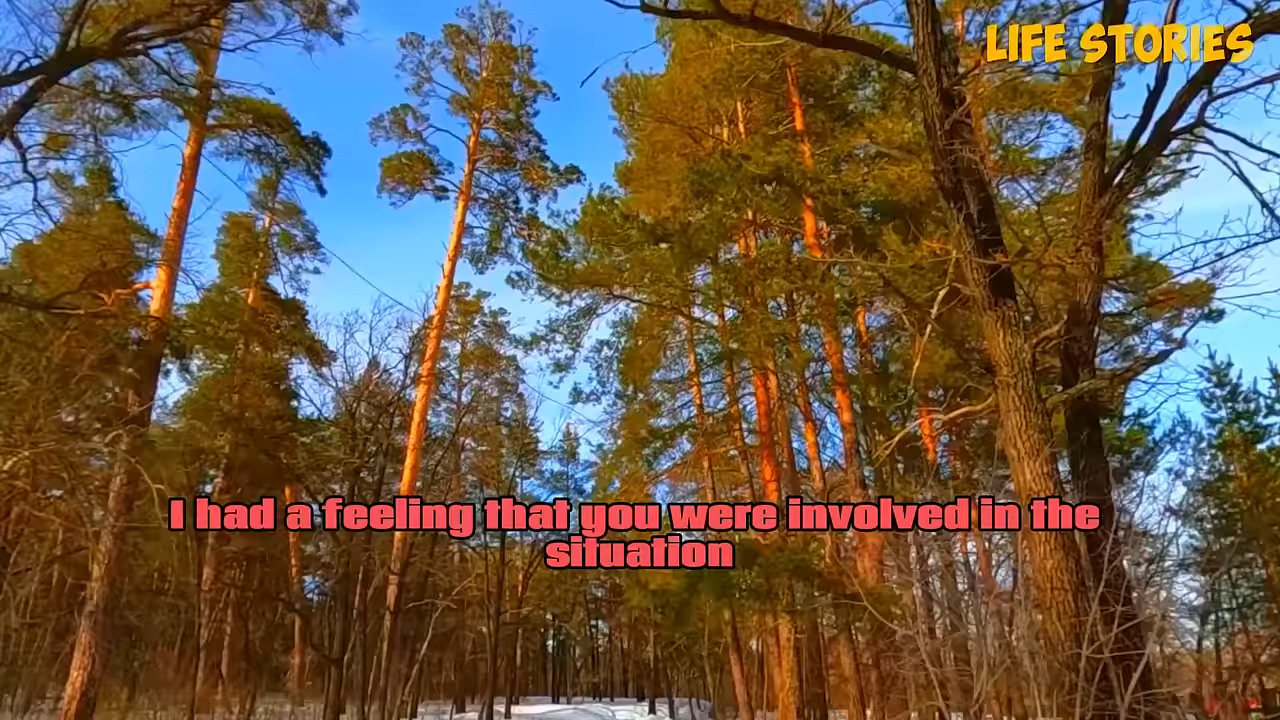 LIFE STORIES
I had a feeling that you were involved in the
situation